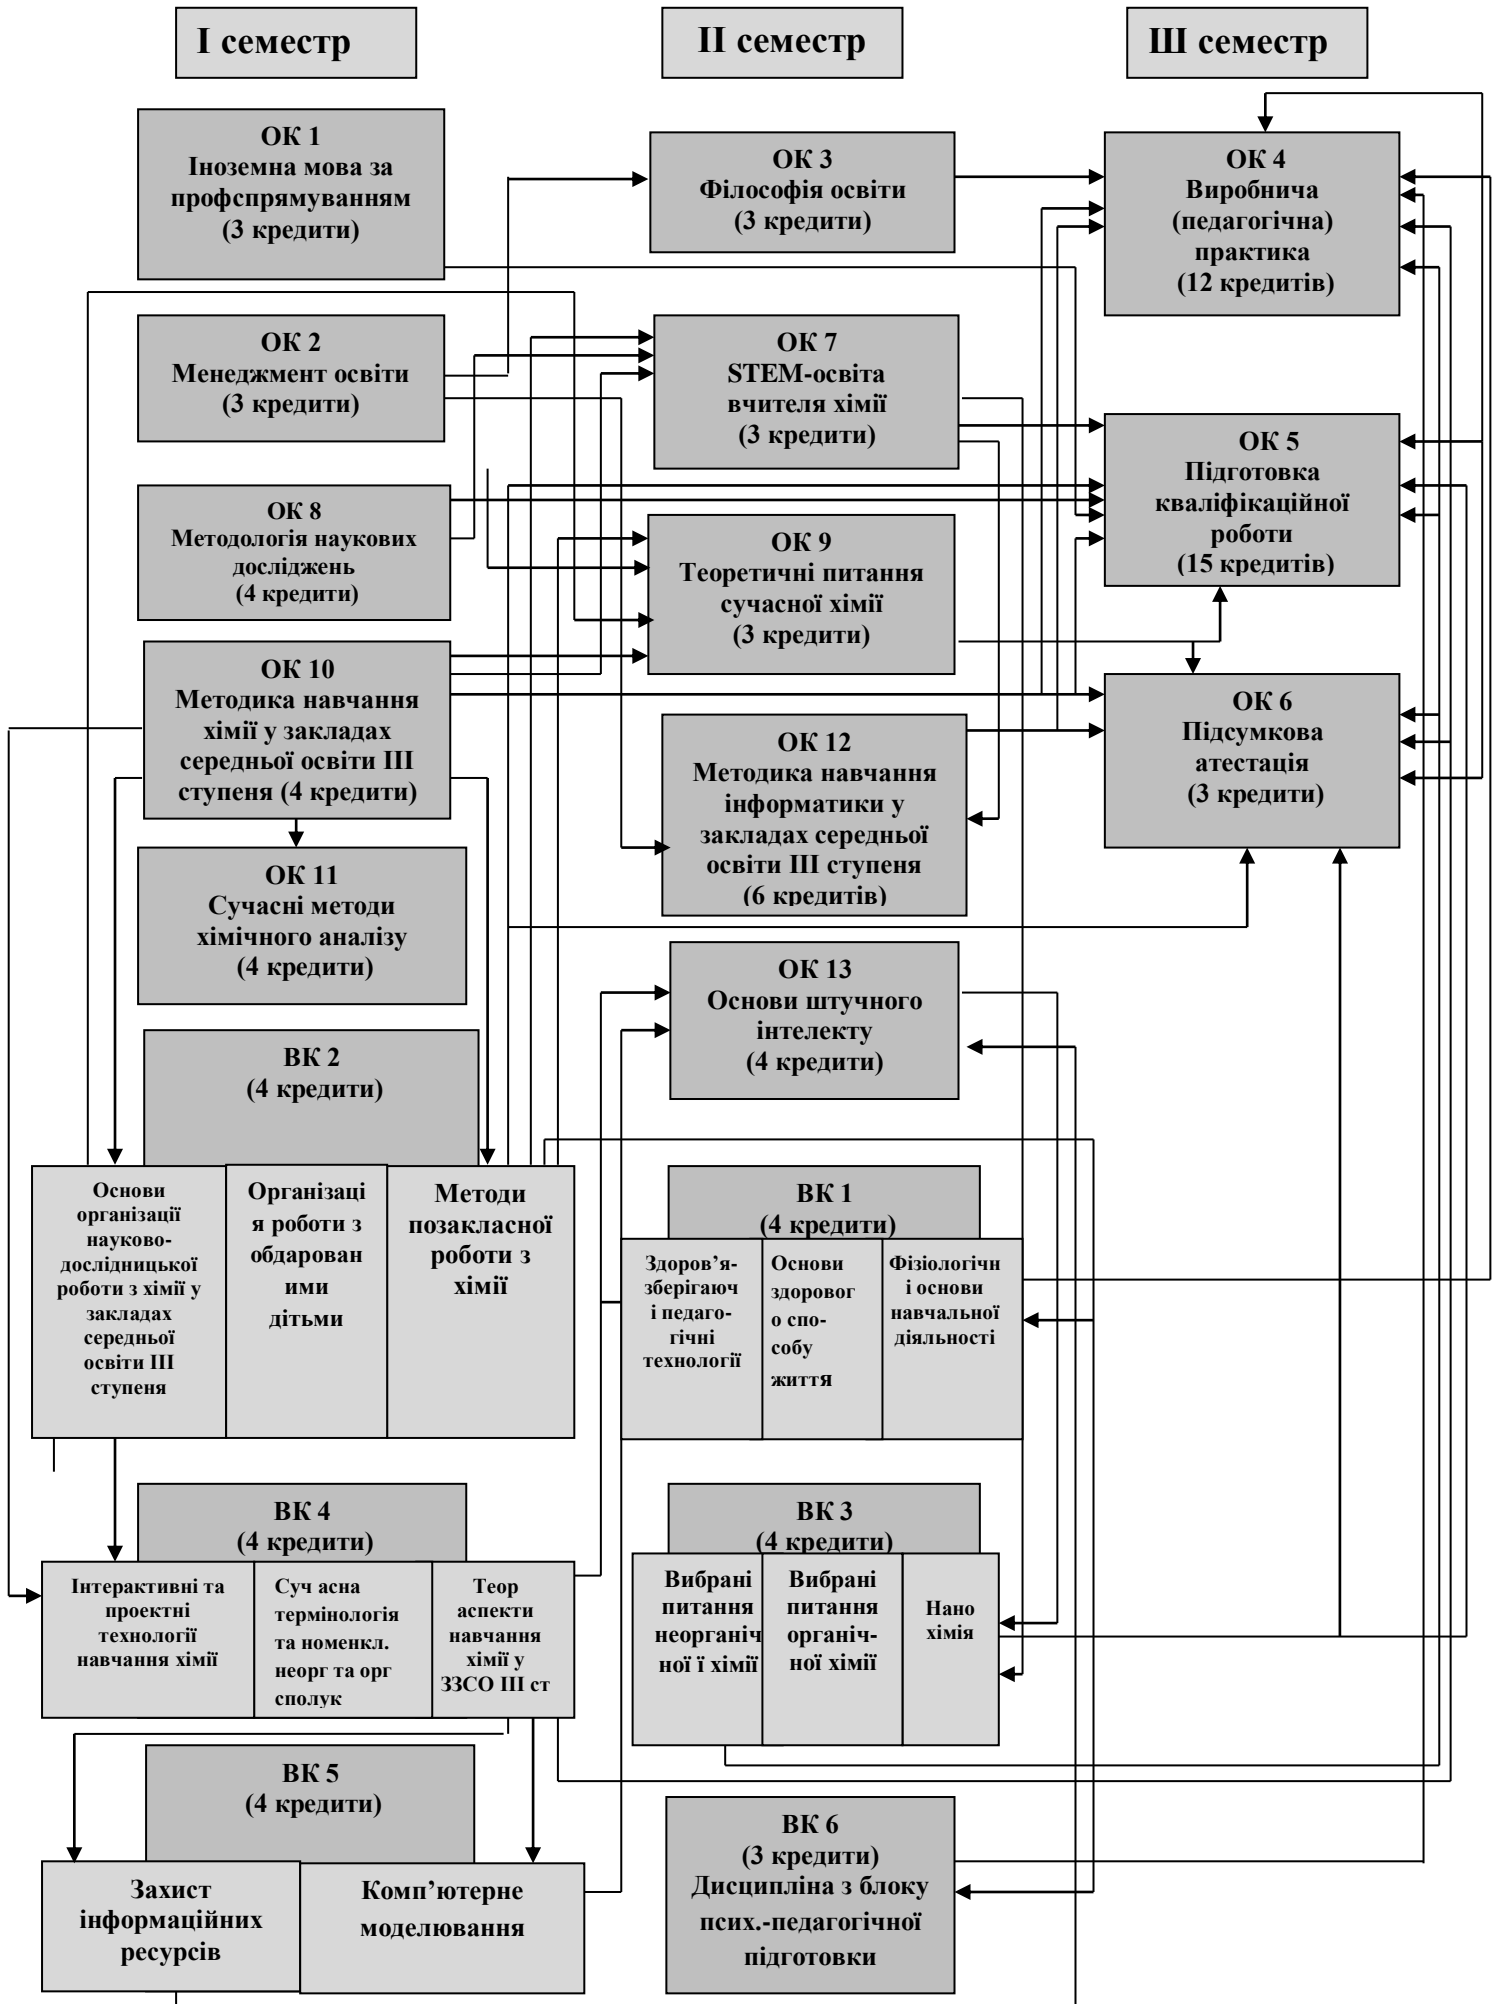 І семестр
ІІ семестр
Ш семестр
ОК 1
Іноземна мова за
профспрямуванням
(3 кредити)
ОК 2
Менеджмент освіти
(3 кредити)
ОК 8
Методологія наукових
досліджень
(4 кредити)
ОК 10
Методика навчання
хімії у закладах
середньої освіти ІІІ
ступеня (4 кредити)
ОК 11
Сучасні методи
хімічного аналізу
(4 кредити)
ВК 2
(4 кредити)
Основи
організації
науково-
дослідницької
роботи з хімії у
закладах
середньої
освіти ІІІ
ступеня
Організаці
я роботи з
обдарован
ими
дітьми
Методи
позакласної
роботи з
хімії
ВК 4
(4 кредити)
Інтерактивні та
проектні
технології
навчання хімії
Суч асна
термінологія
та номенкл.
неорг та орг
сполук
Теор
аспекти
навчання
хімії у
ЗЗСО ІІІ ст
ВК 5
(4 кредити)
Захист
інформаційних
ресурсів
Комп’ютерне
моделювання
ОК 3
Філософія освіти
(3 кредити)
ОК 7
STEM-освіта
вчителя хімії
(3 кредити)
ОК 9
Теоретичні питання
сучасної хімії
(3 кредити)
ОК 12
Методика навчання
інформатики у
закладах середньої
освіти ІІІ ступеня
(6 кредитів)
ОК 13
Основи штучного
інтелекту
(4 кредити)
ВК 1
(4 кредити)
Здоров’я-
зберігаюч
і педаго-
гічні
технології
Основи
здоровог
о спо-
собу
життя
Фізіологічн
і основи
навчальної
діяльності
ВК 3
(4 кредити)
Вибрані
питання
неорганіч
ної ї хімії
Вибрані
питання
органіч-
ної хімії
Нано
хімія
ВК 6
(3 кредити)
Дисципліна з блоку
псих.-педагогічної
підготовки
ОК 4
Виробнича
(педагогічна)
практика
(12 кредитів)
ОК 5
Підготовка
кваліфікаційної
роботи
(15 кредитів)
ОК 6
Підсумкова
атестація
(3 кредити)